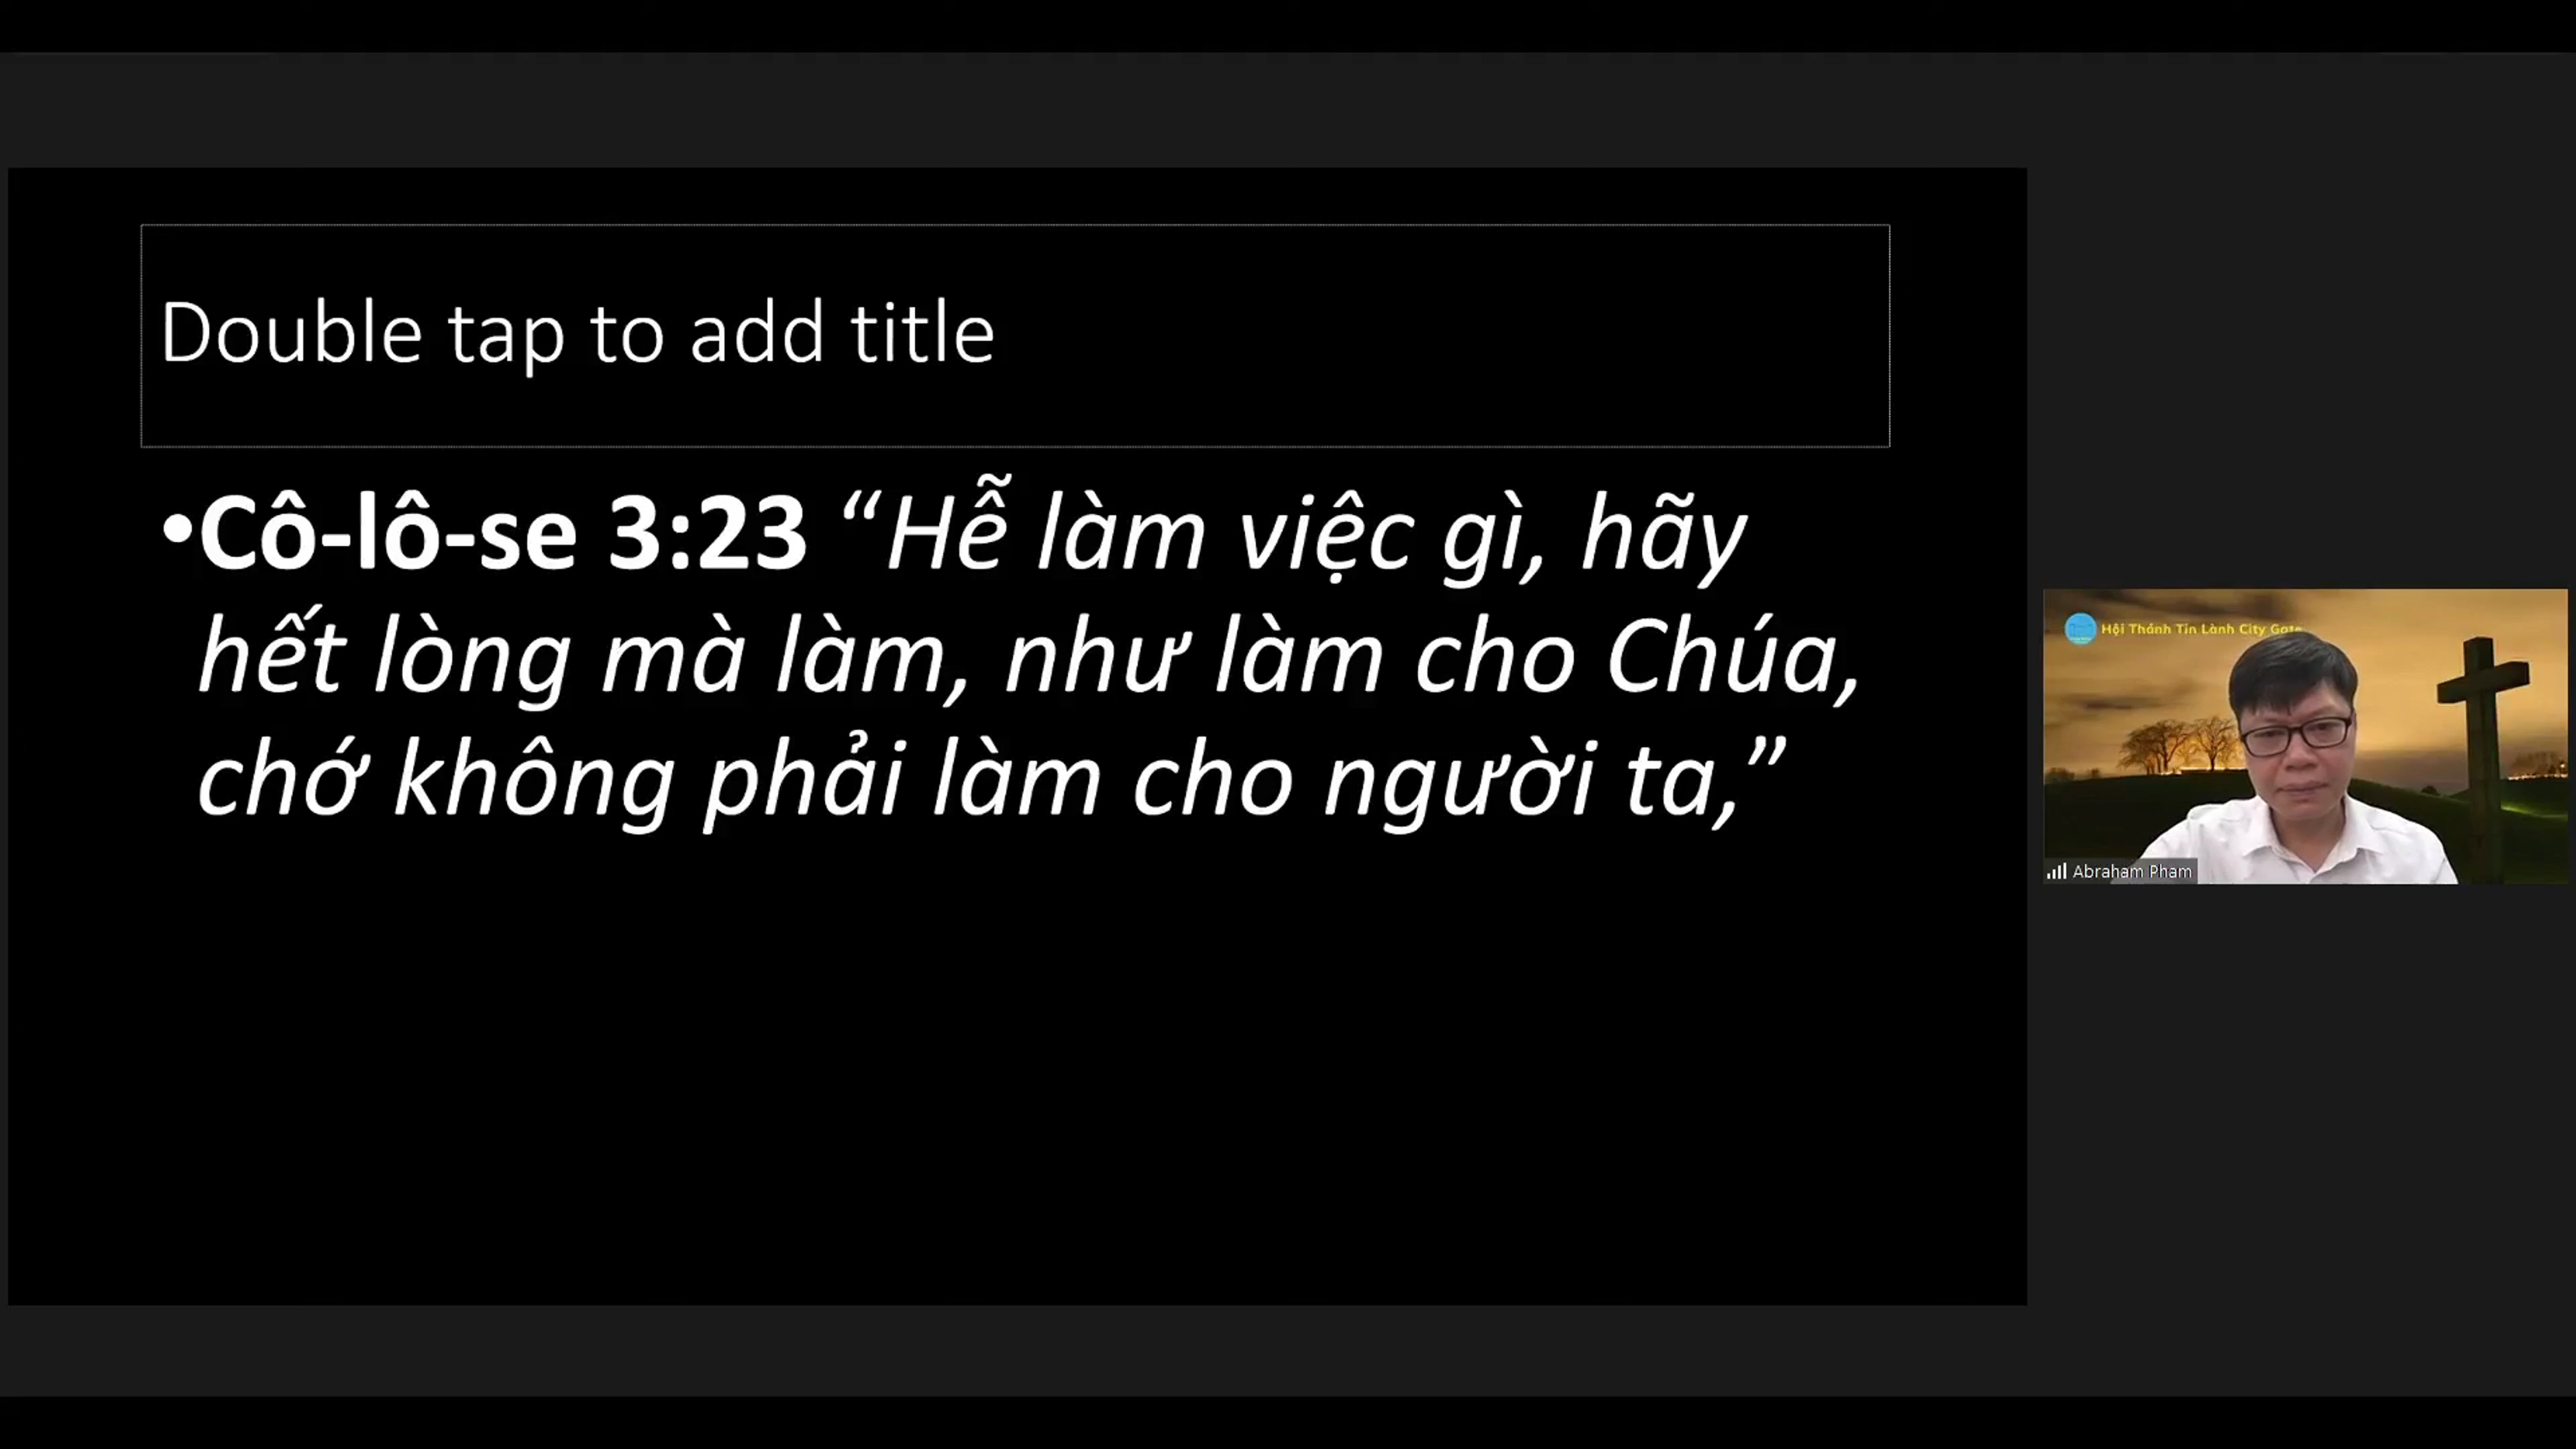 Double tap to add title
•Cô-lô-se 3:23 “Hễ làm việc gì, hãy
hết lòng mà làm, như làm cho Chúa,
chớ không phải làm cho người ta,”
Hội Thánh Tin Lành City Gate
Abraham Pham